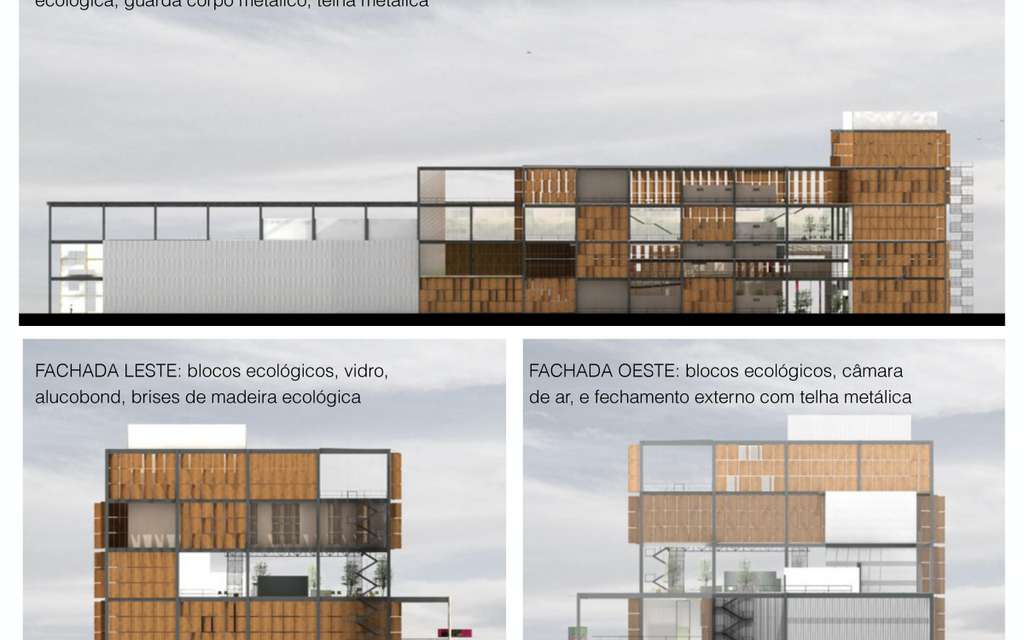 ecológica, guarda corpo metálico, telha metálica
FACHADA LESTE: blocos ecológicos, vidro,
alucobond, brises de madeira ecológica
FACHADA OESTE: blocos ecológicos, câmara
de ar, e fechamento externo com telha metálica